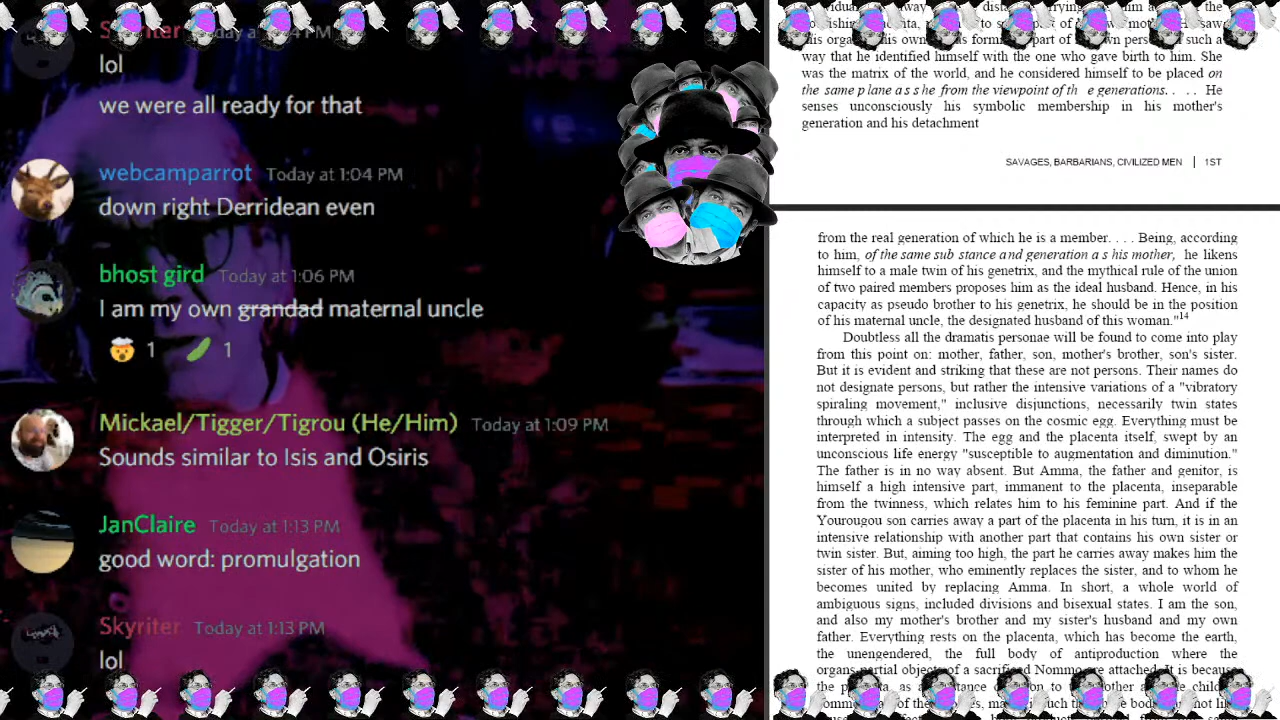 Today at
lol
we were all ready for that
webcamparrot Today at 1:04 PM
down right Derridean even
bhost gird Today at 1:06 PM
I am my own grandad maternal uncle
1 1
Mickael/Tigger/Tigrou (He/Him) Today at 1:09 PM
Sounds similar to Isis and Osiris
JanClaire Today at 1:13 PM
good word: promulgation
Skyriter Today at 1:13 PM
lol
way that he identified himself with the one who gave birth to him. She
was the matrix of the world, and he considered himself to be placed on
the same p lane a s s he from the viewpoint of th e generations. . . . He
senses unconsciously his symbolic membership in his mother's
generation and his detachment
SAVAGES, BARBARIANS, CIVILIZED MEN | 1ST
from the real generation of which he is a member. . . . Being, according
to him, of the same sub stance a nd generation a s his mother, he likens
himself to a male twin of his genetrix, and the mythical rule of the union
of two paired members proposes him as the ideal husband. Hence, in his
capacity as pseudo brother to his genetrix, he should be in the position
of his maternal uncle, the designated husband of this woman."14
Doubtless all the dramatis personae will be found to come into play
from this point on: mother, father, son, mother's brother, son's sister.
But it is evident and striking that these are not persons. Their names do
not designate persons, but rather the intensive variations of a "vibratory
spiraling movement," inclusive disjunctions, necessarily twin states
through which a subject passes on the cosmic egg. Everything must be
interpreted in intensity. The egg and the placenta itself, swept by an
unconscious life energy "susceptible to augmentation and diminution."
The father is in no way absent. But Amma, the father and genitor, is
himself a high intensive part, immanent to the placenta, inseparable
from the twinness, which relates him to his feminine part. And if the
Yourougou son carries away a part of the placenta in his turn, it is in an
intensive relationship with another part that contains his own sister or
twin sister. But, aiming too high, the part he carries away makes him the
sister of his mother, who eminently replaces the sister, and to whom he
becomes united by replacing Amma. In short, a whole world of
ambiguous signs, included divisions and bisexual states. I am the son,
and also my mother's brother and my sister's husband and my own
father. Everything rests on the placenta, which has become the earth,
the unengendered, the full body of antiproduction where the
organs-partial objects of a sacrificed Nommo are attached. It is because